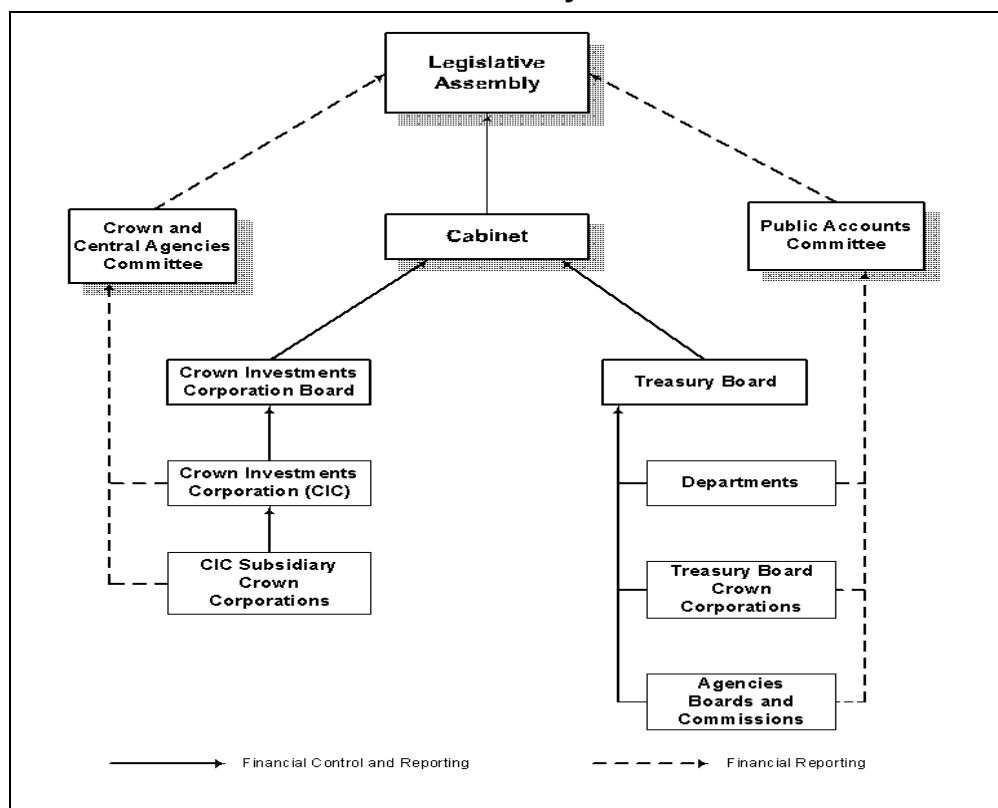 Legislative
Assembly
Crown and
Central Agencies
Committee
Cabinet
Public Accounts
Committee
Crown Investments
Corporation Board
Treasury Board
Crown Investments
Corporation (CIC)
Departments
CIC Subsidiary
Crown
Corporations
Treasury Board
Crown
Corporations
Agencies
Boards and
Commissions
Financial Control and Reporting
Financial Reporting